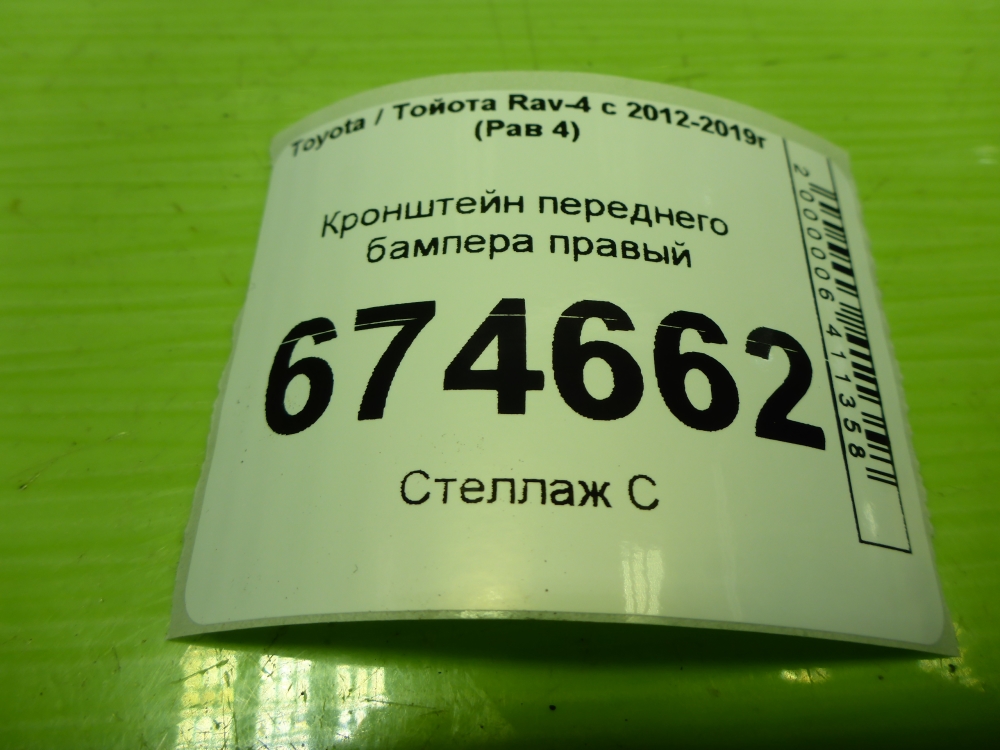 Toyota / Тойота Rav-4 с 2012-2019г
(Рав 4)
Кронштейн переднего
бампера правый
674662
Стеллаж С
2000006411358